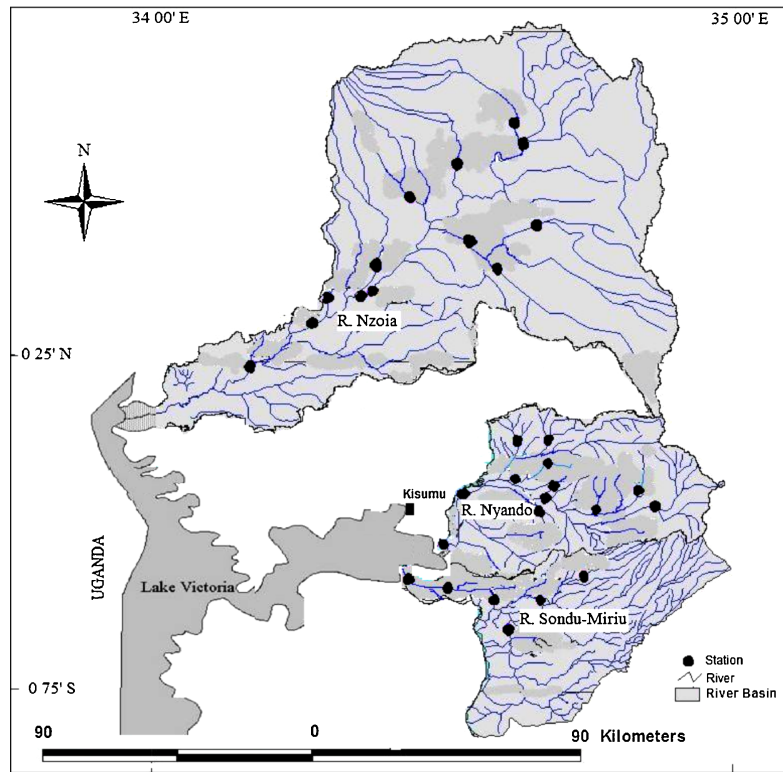 34 00' E
35 00' E
N
R. Nzoia
0 25' N
Kisumu
R. Nyando
UGANDA
Lake Victoria
R. Sondu-Miriu
Station
River
River Basin
0 75' S
90 0 90 Kilometers